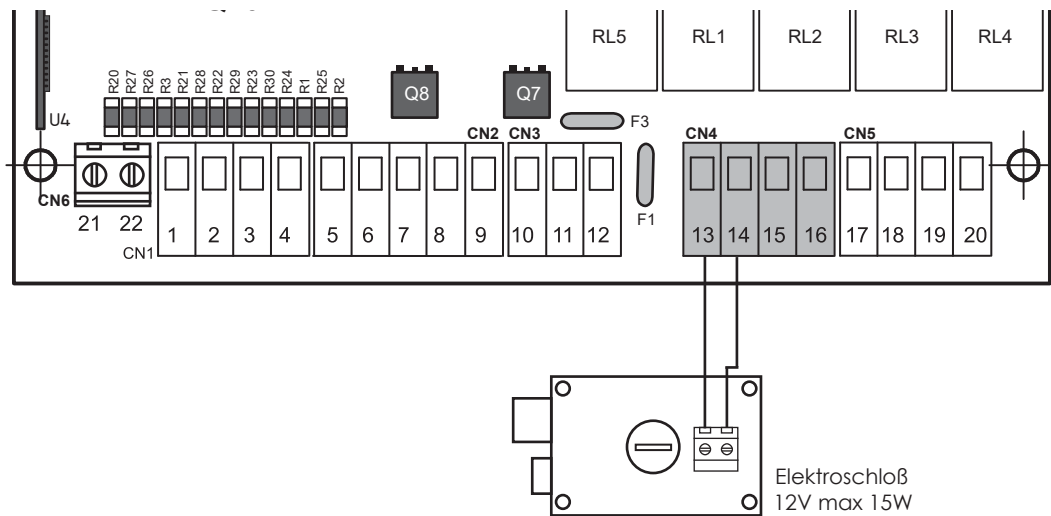 RL5 RL1 RL2 RL3 RL4
R20 R27 R26 R3 R21 R28 R22 R29 R23 R30 R24 R1 R25 R2
Q8 Q7
U4
F3
CN2 CN3 CN4 CN5
CN6
21 22
1 2 3 4 5 6 7 8 9 10 11 12
F1
13 14 15 16 17 18 19 20
CN1
Elektroschloß
12V max 15W